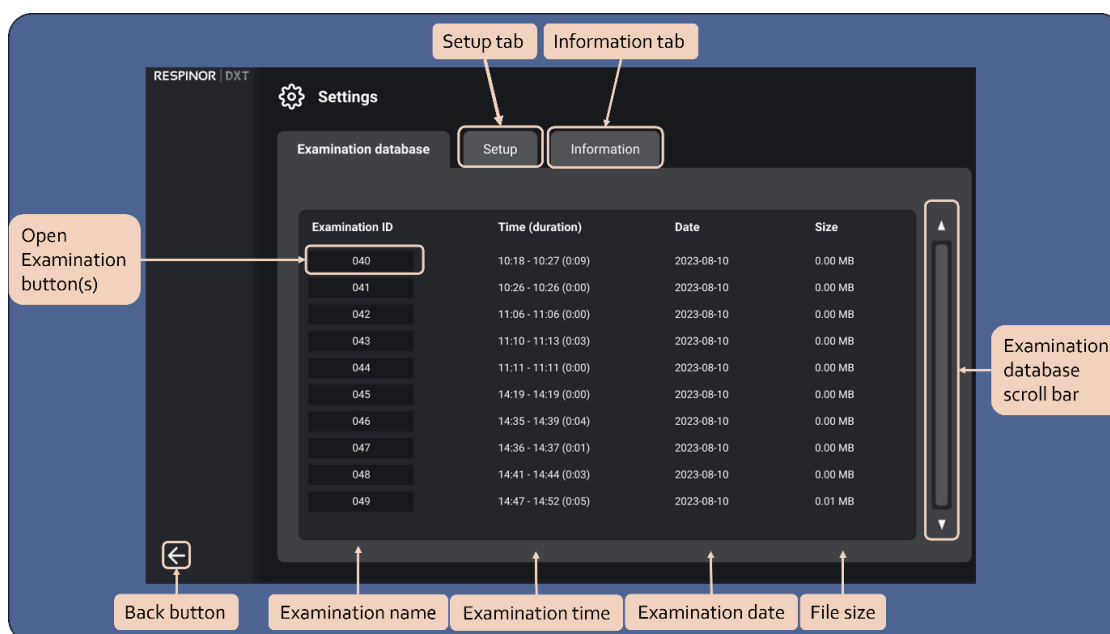 Setup tab
Information tab
RESPINOR | DXT
Settings
Examination database
Setup
Information
Examination ID Time (duration) Date Size
040 10:18 - 10:27 (0:09) 2023-08-10 0.00 MB
041 10:26 - 10:26 (0:00) 2023-08-10 0.00 MB
042 11:06 - 11:06 (0:00) 2023-08-10 0.00 MB
043 11:10 - 11:13 (0:03) 2023-08-10 0.00 MB
044 11:11 - 11:11 (0:00) 2023-08-10 0.00 MB
045 14:19 - 14:19 (0:00) 2023-08-10 0.00 MB
046 14:35 - 14:39 (0:04) 2023-08-10 0.00 MB
047 14:36 - 14:37 (0:01) 2023-08-10 0.00 MB
048 14:41 - 14:44 (0:03) 2023-08-10 0.00 MB
049 14:47 - 14:52 (0:05) 2023-08-10 0.01 MB
Open
Examination
button(s)
Examination
database
scroll bar
Back button
Examination name
Examination time
Examination date
File size